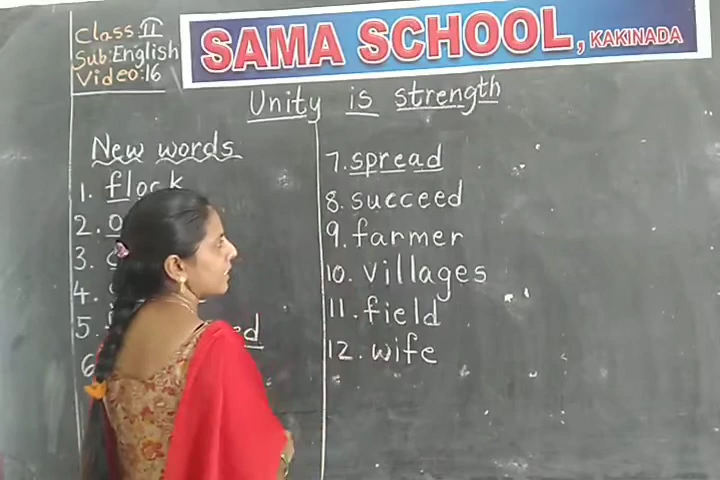 Class: II
Sub: English
Video: 16
SAMA SCHOOL, KAKINADA
Unity is strength
New words
1. flock
2.
3.
4.
5.
6
7. spread
8. succeed
9. farmer
10. villages
11. field
12. wife